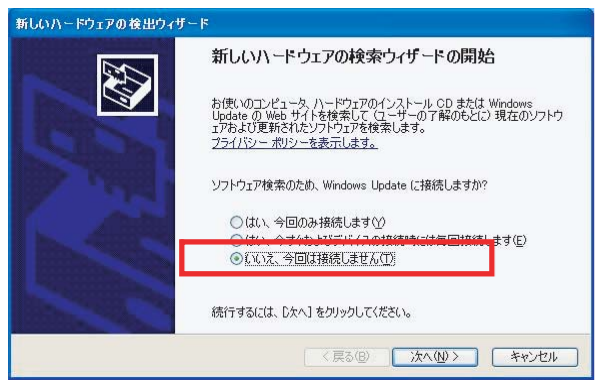 新しいハードウェアの検出ウィザード
新しいハードウェアの検索ウィザードの開始
お使いのコンピュータ、ハードウェアのインストール CD または Windows
Update の Web サイトを検索して (ユーザーの了解のもとに) 現在のソフトウ
ェアおよび更新されたソフトウェアを検索します。
プライバシー ポリシーを表示します。
ソフトウェア検索のため、Windows Update に接続しますか?
はい、今回のみ接続します(Y)
はい、今すぐおよびデバイスの接続時には毎回接続します(E)
いいえ、今回は接続しません(T)
続行するには、[次へ] をクリックしてください。
< 戻る(B) 次へ(N) > キャンセル